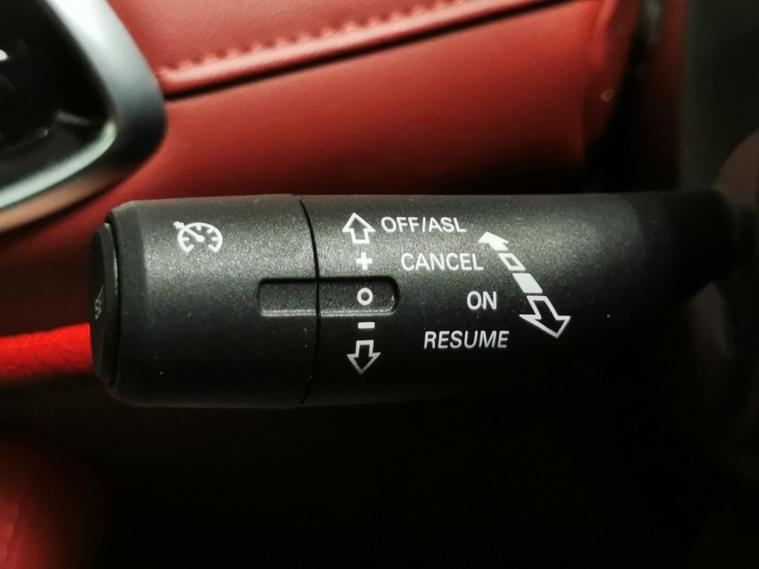 OFF/ASL
+ CANCEL
O ON
- RESUME